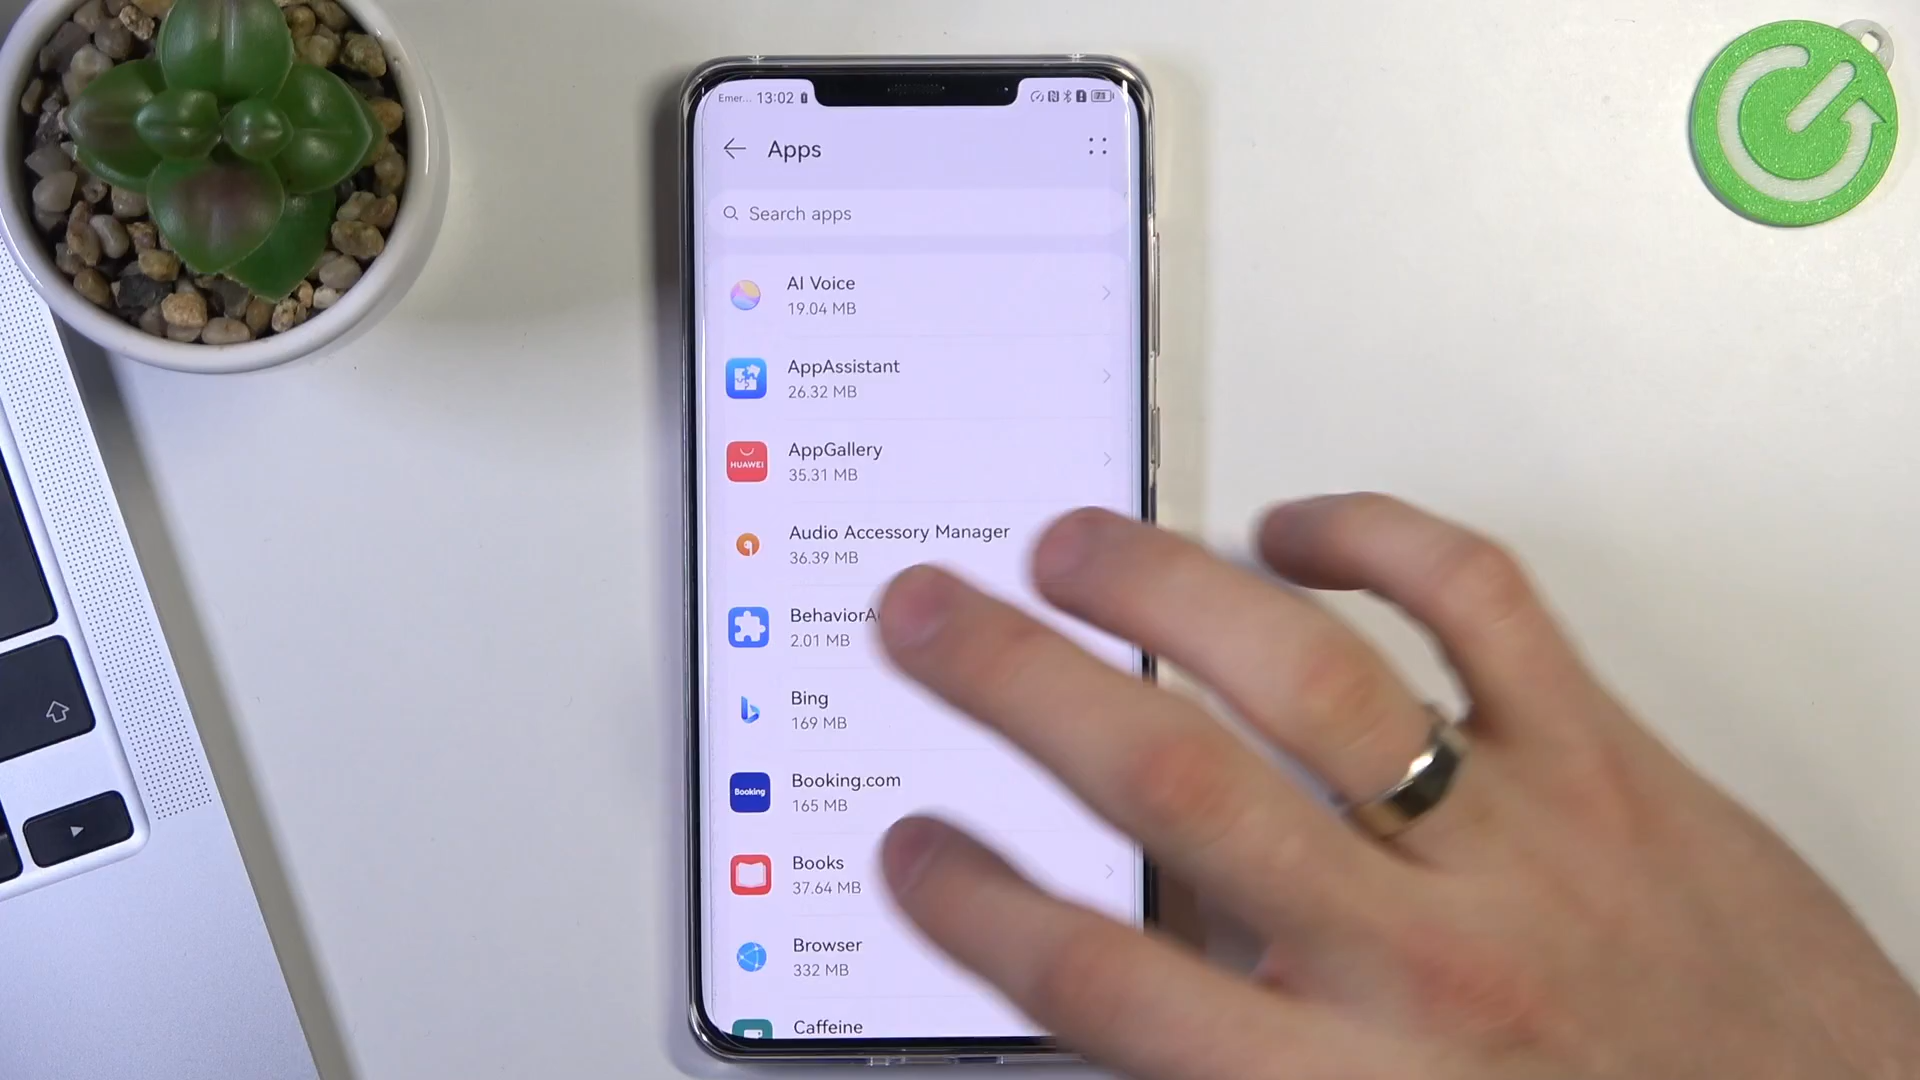 Emer... 13:02
Apps
Search apps
AI Voice
19.04 MB
AppAssistant
26.32 MB
HUAWEI
AppGallery
35.31 MB
Audio Accessory Manager
36.39 MB
2.01 MB
Bing
169 MB
Booking
Booking.com
165 MB
Books
37.64 MB
Browser
332 MB
Caffeine